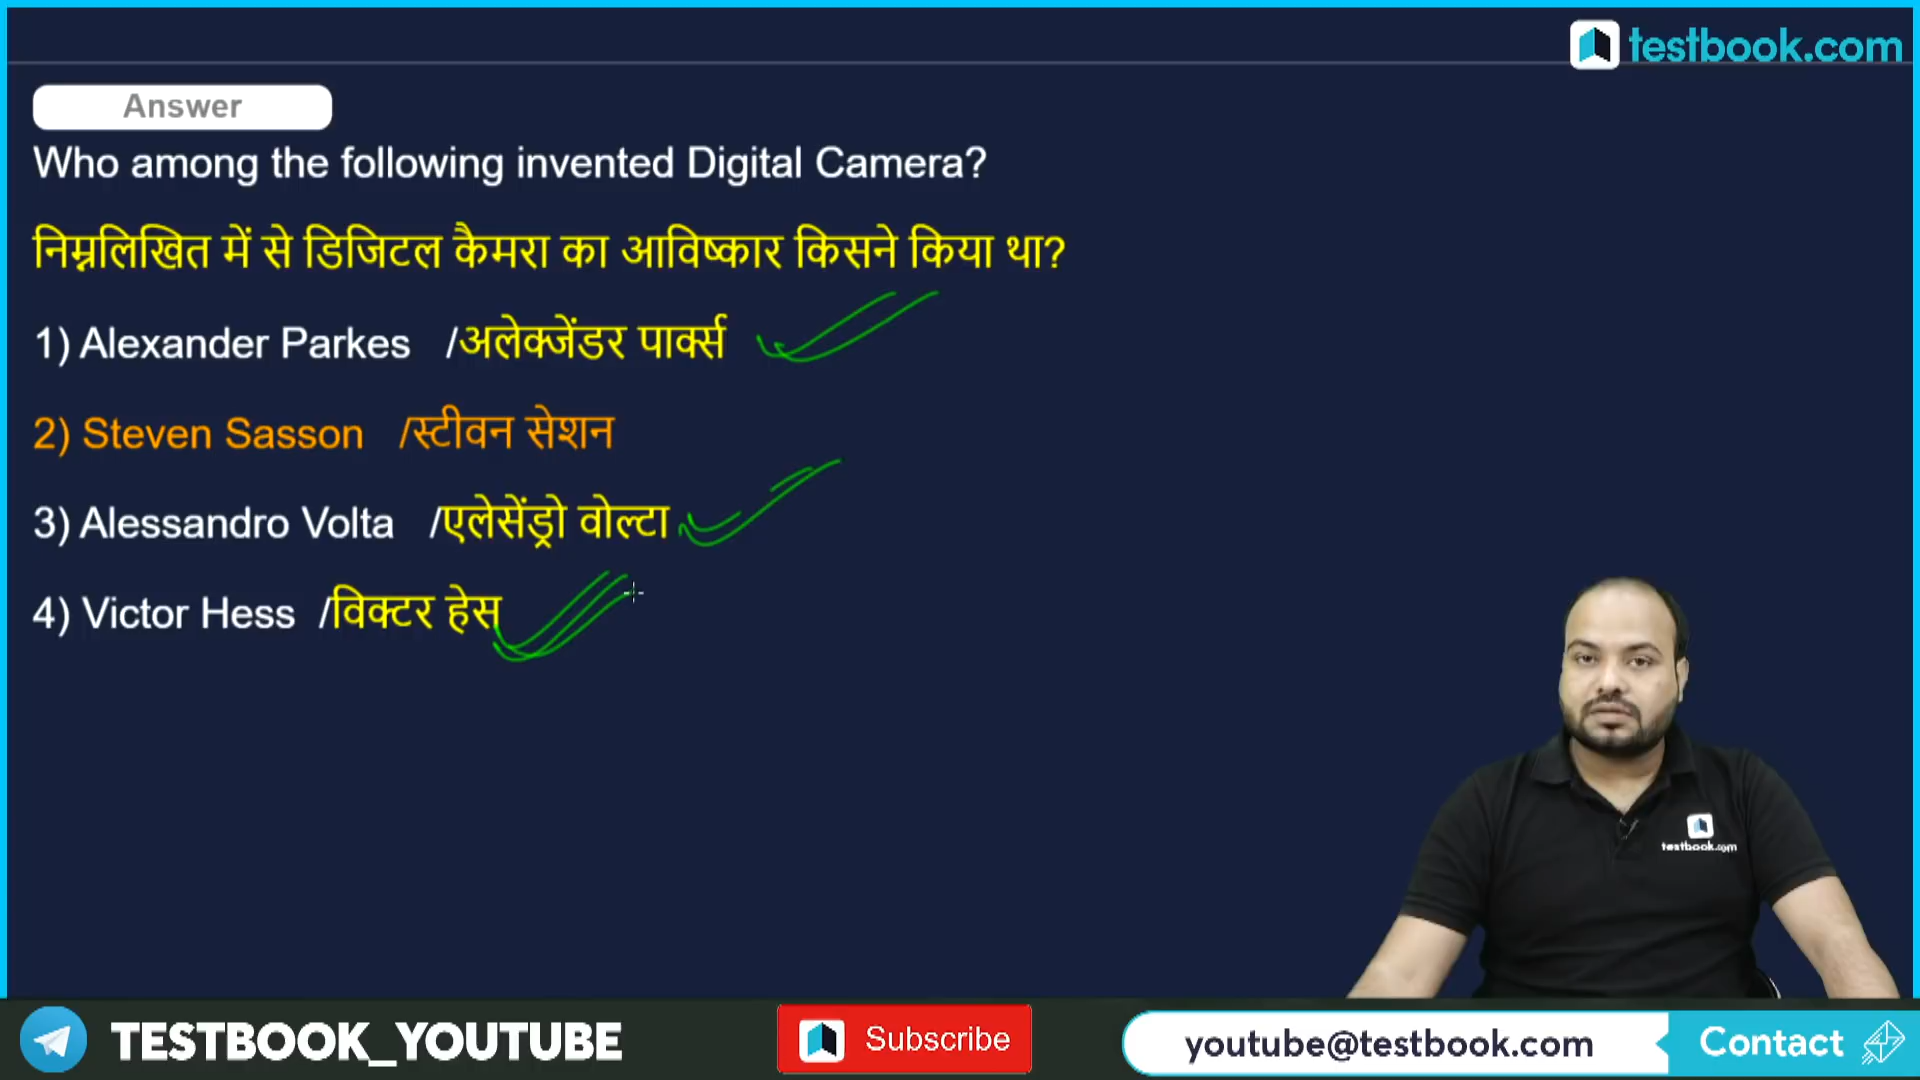 testbook.com
Answer
Who among the following invented Digital Camera?
निम्नलिखित में से डिजिटल कैमरा का आविष्कार किसने किया था?
1) Alexander Parkes /अलेक्जेंडर पार्क्स
2) Steven Sasson /स्टीवन सेशन
3) Alessandro Volta /एलेसेंड्रो वोल्टा
4) Victor Hess /विक्टर हेस
testbook.com
TESTBOOK_YOUTUBE
Subscribe
youtube@testbook.com
Contact